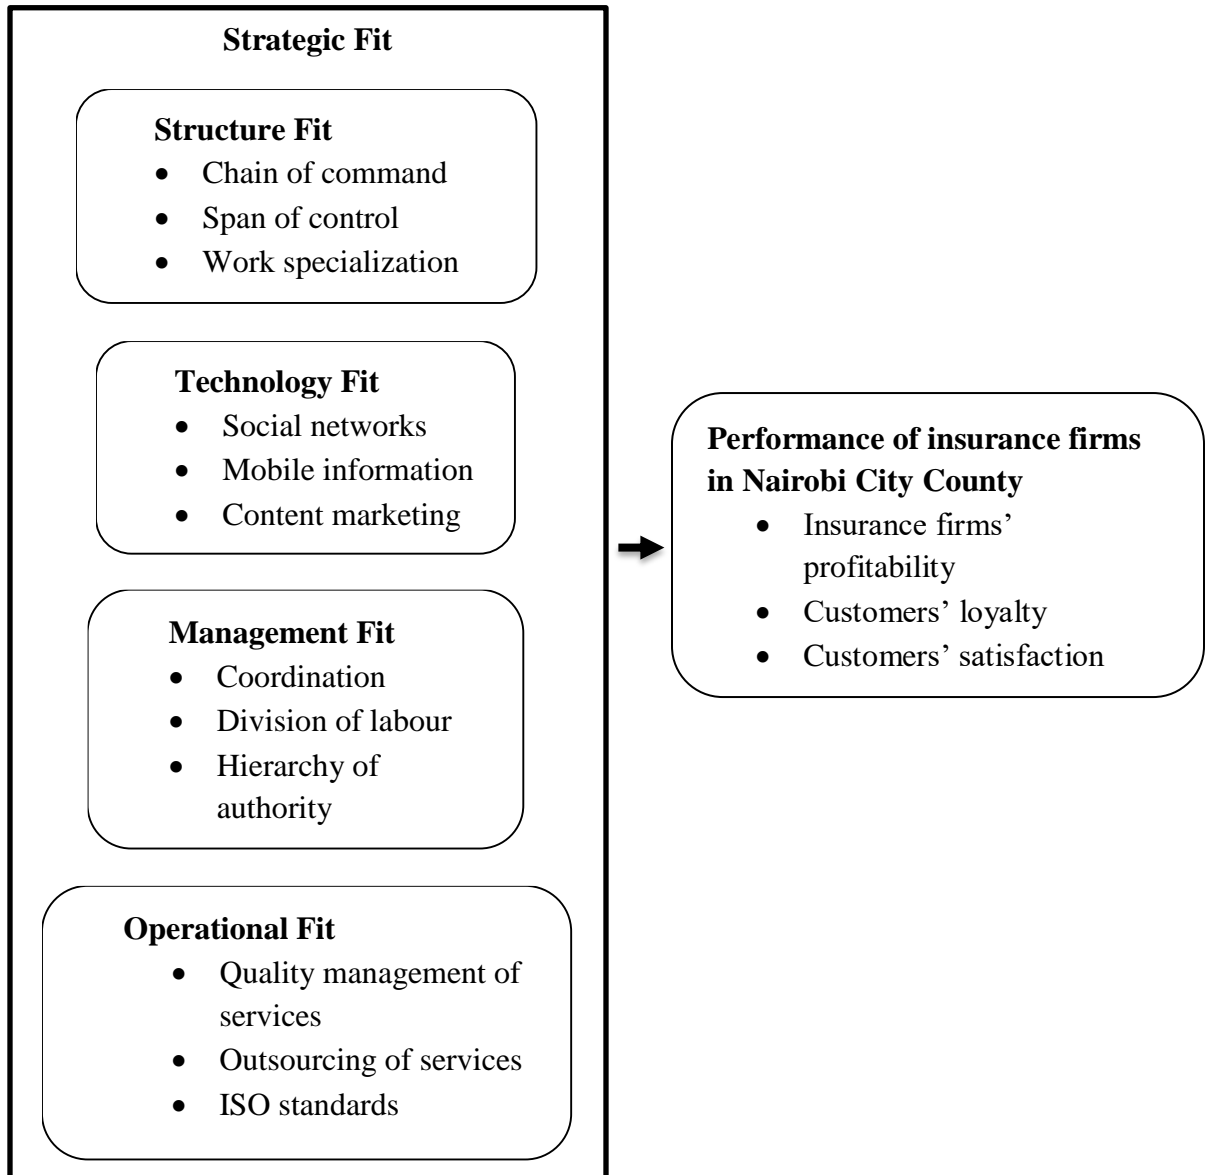 Strategic Fit
Structure Fit
• Chain of command
• Span of control
• Work specialization
Technology Fit
• Social networks
• Mobile information
• Content marketing
Management Fit
• Coordination
• Division of labour
• Hierarchy of
authority
Operational Fit
• Quality management of
services
• Outsourcing of services
• ISO standards
Performance of insurance firms
in Nairobi City County
• Insurance firms’
profitability
• Customers’ loyalty
• Customers’ satisfaction